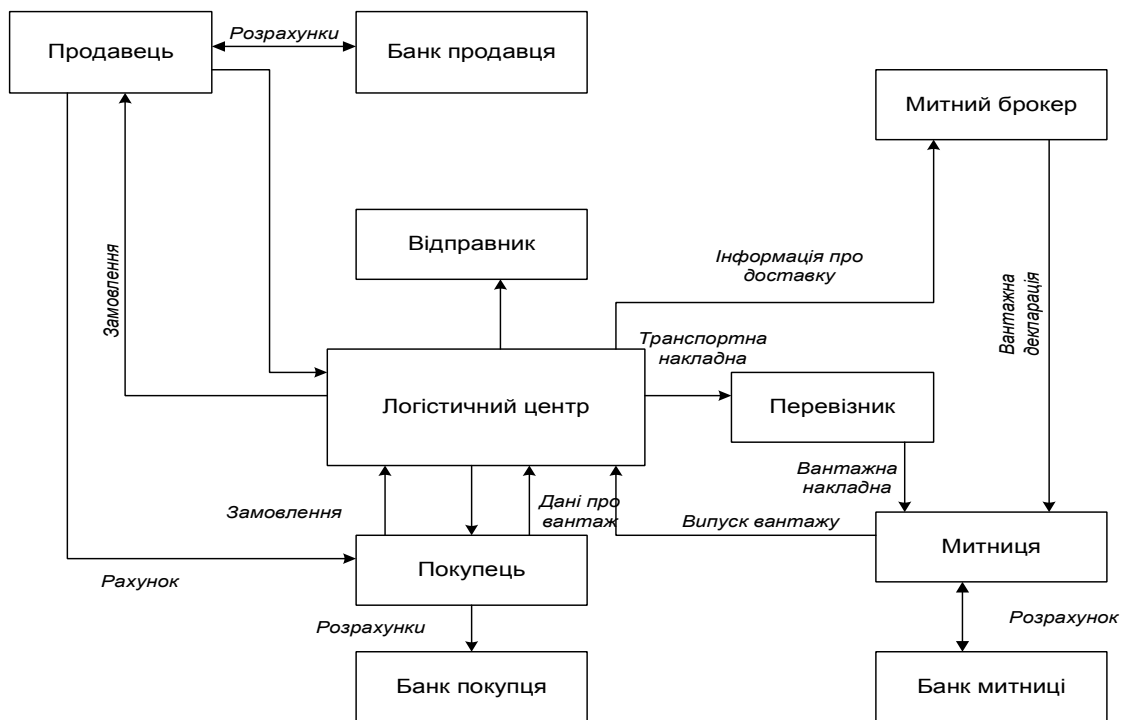 Продавець
Розрахунки
Банк продавця
Митний брокер
Відправник
Замовлення
Інформація про
доставку
Вантажна
декларація
Транспортна
накладна
Логістичний центр
Перевізник
Вантажна
накладна
Замовлення
Дані про
вантаж
Випуск вантажу
Митниця
Покупець
Рахунок
Розрахунки
Розрахунок
Банк покупця
Банк митниці